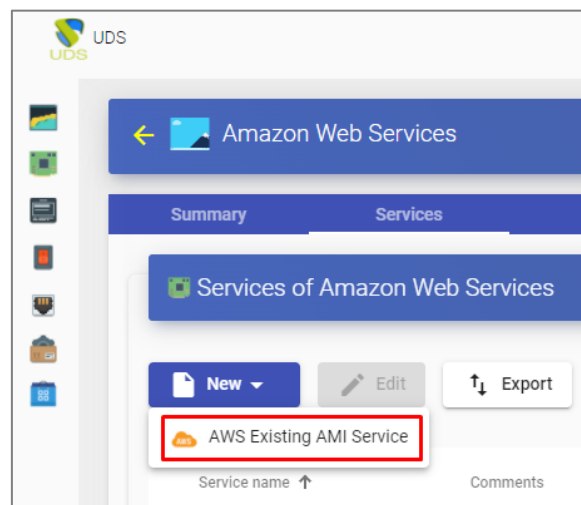 UDS
UDS
Amazon Web Services
Summary Services
Services of Amazon Web Services
New Edit Export
aws AWS Existing AMI Service
Service name Comments